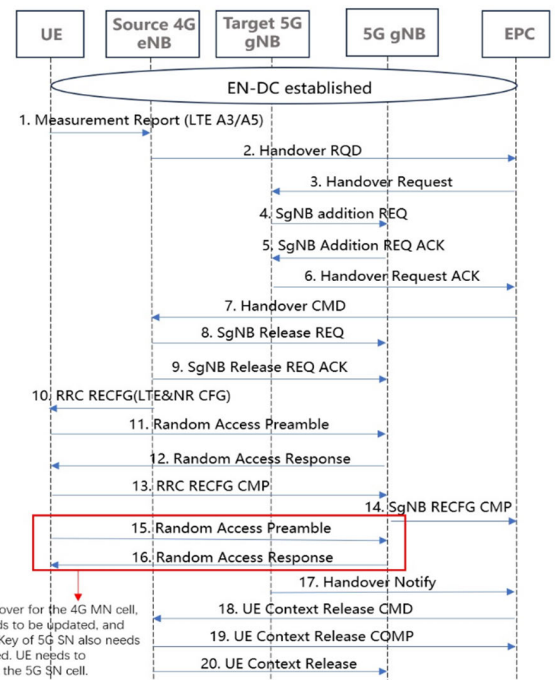 UE
Source 4G
eNB
Target 5G
gNB
5G gNB
EPC
EN-DC established
1. Measurement Report (LTE A3/A5)
2. Handover RQD
3. Handover Request
4. SgNB addition REQ
5. SgNB Addition REQ ACK
6. Handover Request ACK
7. Handover CMD
8. SgNB Release REQ
9. SgNB Release REQ ACK
10. RRC RECFG(LTE&NR CFG)
11. Random Access Preamble
12. Random Access Response
13. RRC RECFG CMP
14. SgNB RECFG CMP
15. Random Access Preamble
16. Random Access Response
17. Handover Notify
18. UE Context Release CMD
19. UE Context Release COMP
20. UE Context Release
over for the 4G MN cell,
ds to be updated, and
Key of 5G SN also needs
ed. UE needs to
the 5G SN cell.